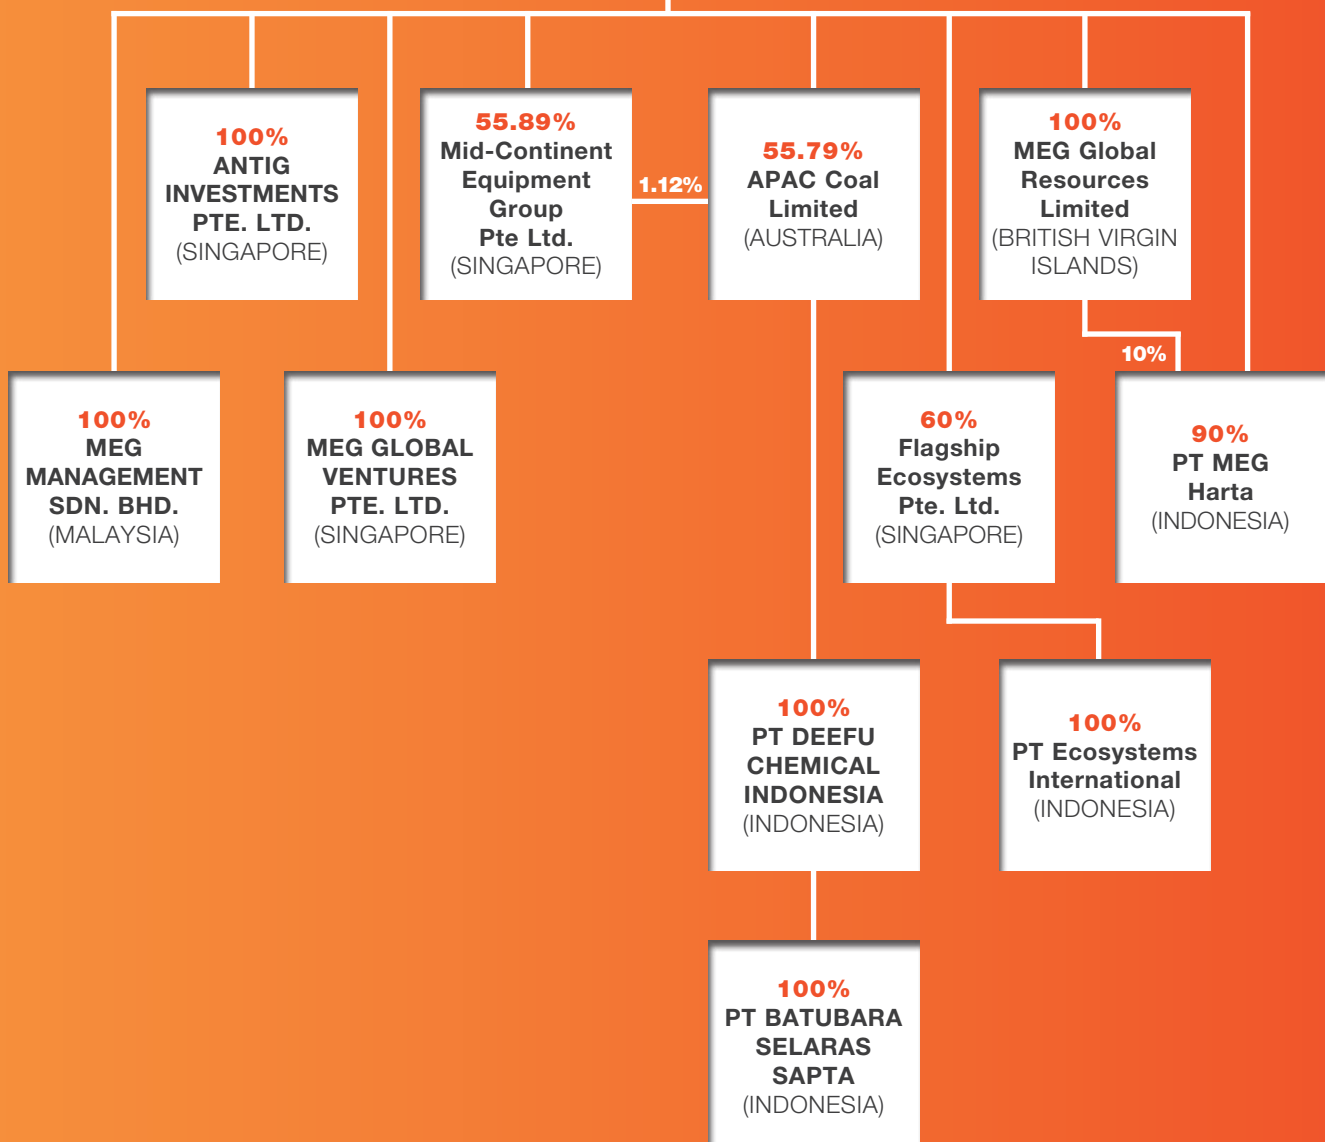 100%
ANTIG
INVESTMENTS
PTE. LTD.
(SINGAPORE)
55.89%
Mid-Continent
Equipment
Group
Pte Ltd.
(SINGAPORE)
1.12%
55.79%
APAC Coal
Limited
(AUSTRALIA)
100%
MEG Global
Resources
Limited
(BRITISH VIRGIN
ISLANDS)
10%
100%
MEG
MANAGEMENT
SDN. BHD.
(MALAYSIA)
100%
MEG GLOBAL
VENTURES
PTE. LTD.
(SINGAPORE)
60%
Flagship
Ecosystems
Pte. Ltd.
(SINGAPORE)
90%
PT MEG
Harta
(INDONESIA)
100%
PT DEEFU
CHEMICAL
INDONESIA
(INDONESIA)
100%
PT Ecosystems
International
(INDONESIA)
100%
PT BATUBARA
SELARAS
SAPTA
(INDONESIA)